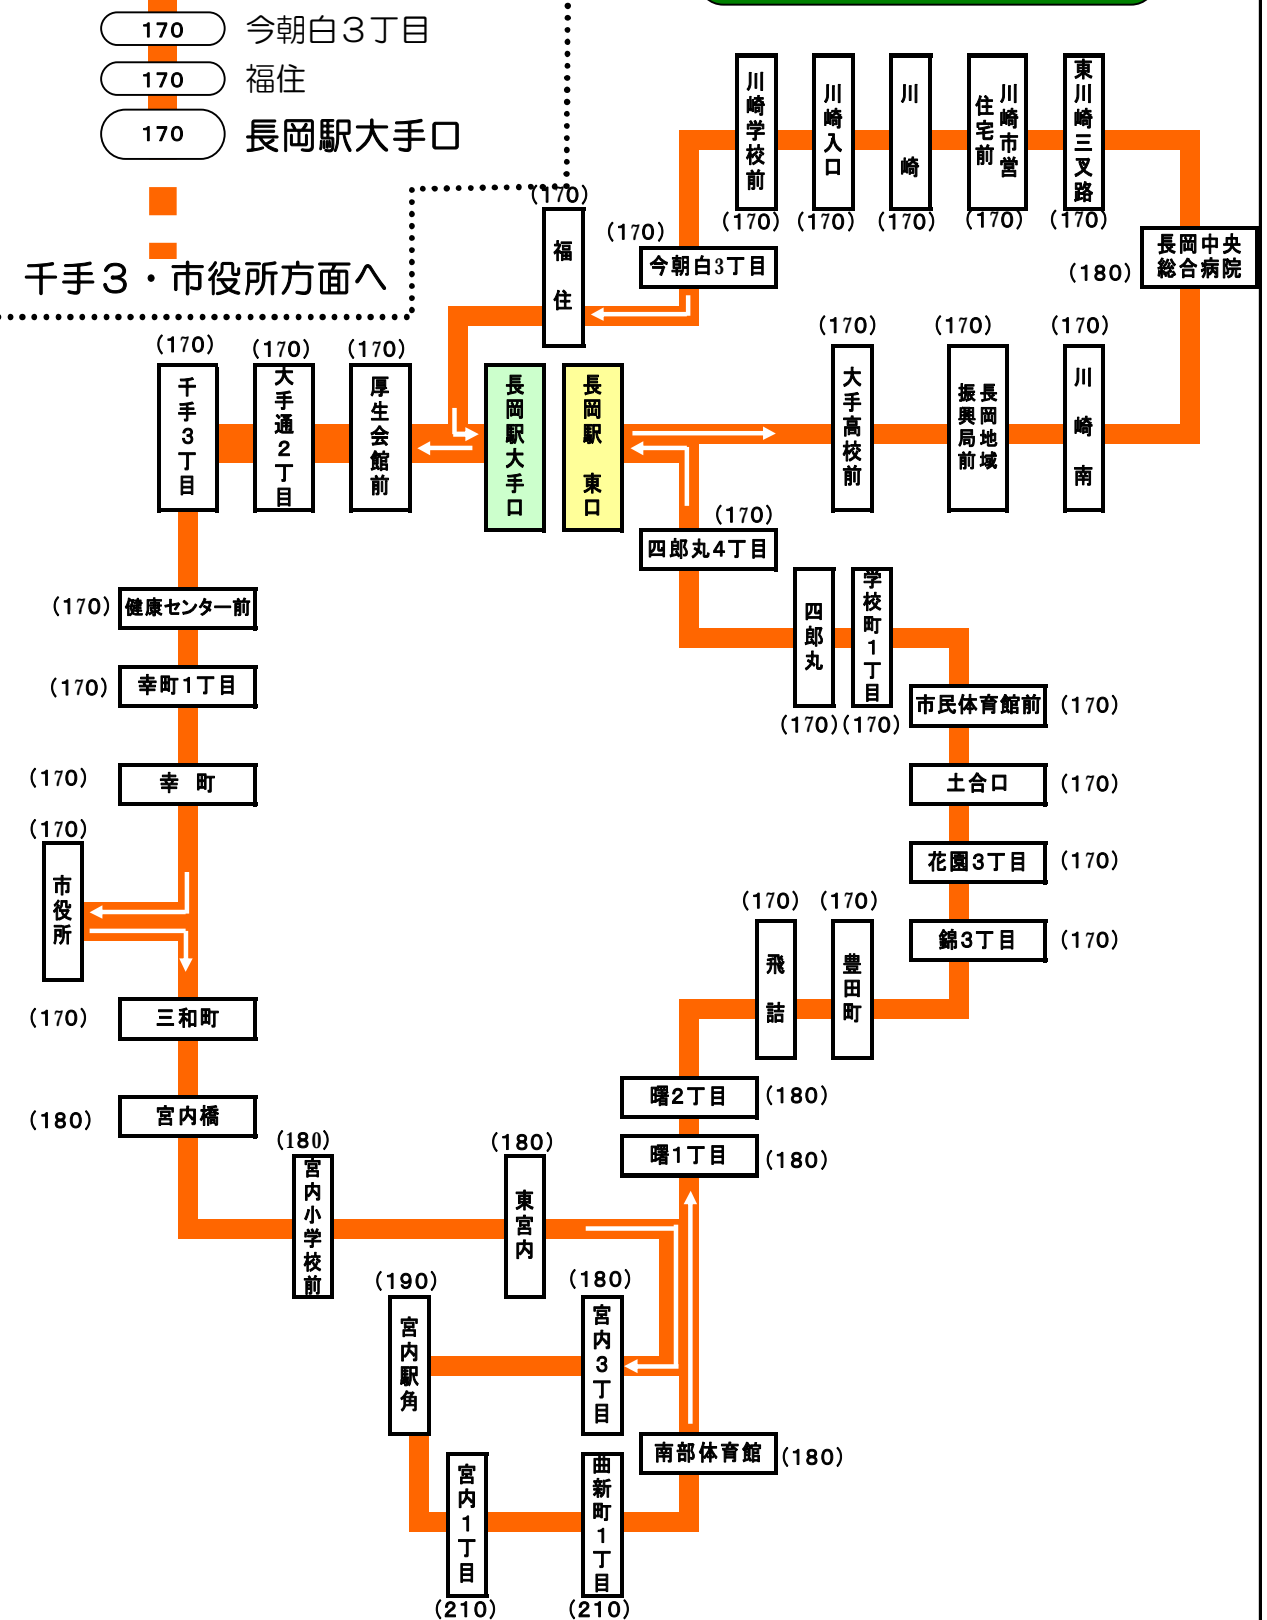 170 今朝白３丁目
170 福住
170 長岡駅大手口
千手３・市役所方面へ
川崎学校前
(170)
川崎入口
(170)
川崎
(170)
川崎市営
住宅前
(170)
東川崎三叉路
(170)
長岡中央
総合病院
(180)
(170)
福住
(170)
今朝白3丁目
(170)
千手3丁目
(170)
大手通2丁目
(170)
厚生会館前
長岡駅大手口
長岡駅 東口
(170)
大手高校前
(170)
長岡地域
振興局前
(170)
川崎南
(170)
四郎丸4丁目
四郎丸
(170)
学校町1丁目
(170)
市民体育館前 (170)
土合口 (170)
花園3丁目 (170)
錦3丁目 (170)
(170)
飛詰
(170)
豊田町
曙2丁目 (180)
曙1丁目 (180)
(170) 健康センター前
(170) 幸町1丁目
(170) 幸町
(170)
市役所
(170) 三和町
(180) 宮内橋
(180)
宮内小学校前
(180)
東宮内
(180)
宮内3丁目
(190)
宮内駅角
宮内1丁目
(210)
曲新町1丁目
(210)
南部体育館 (180)